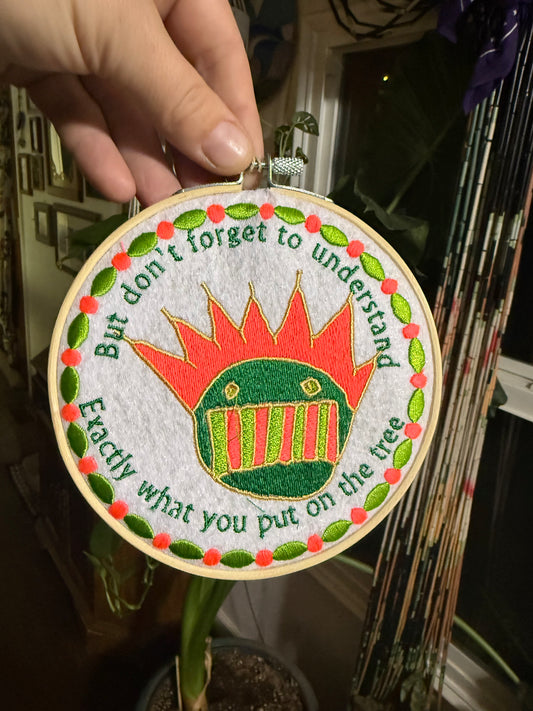 But don't forget to understand
Exactly what you put on the tree